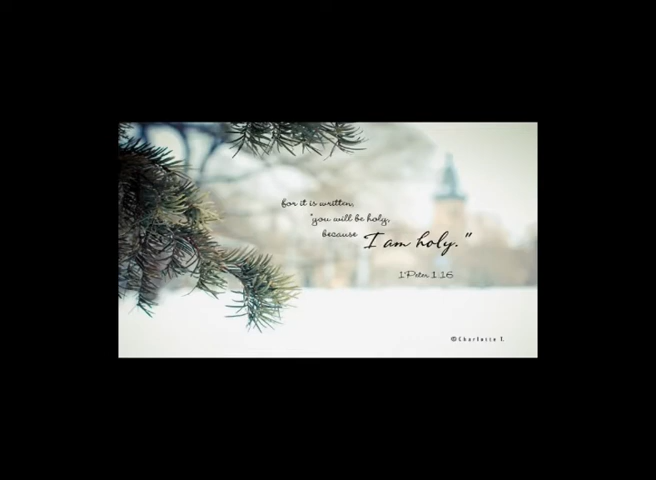 for it is written,
"you will be holy,
because I am holy."
1 Peter 1:16
©Charlotte T.